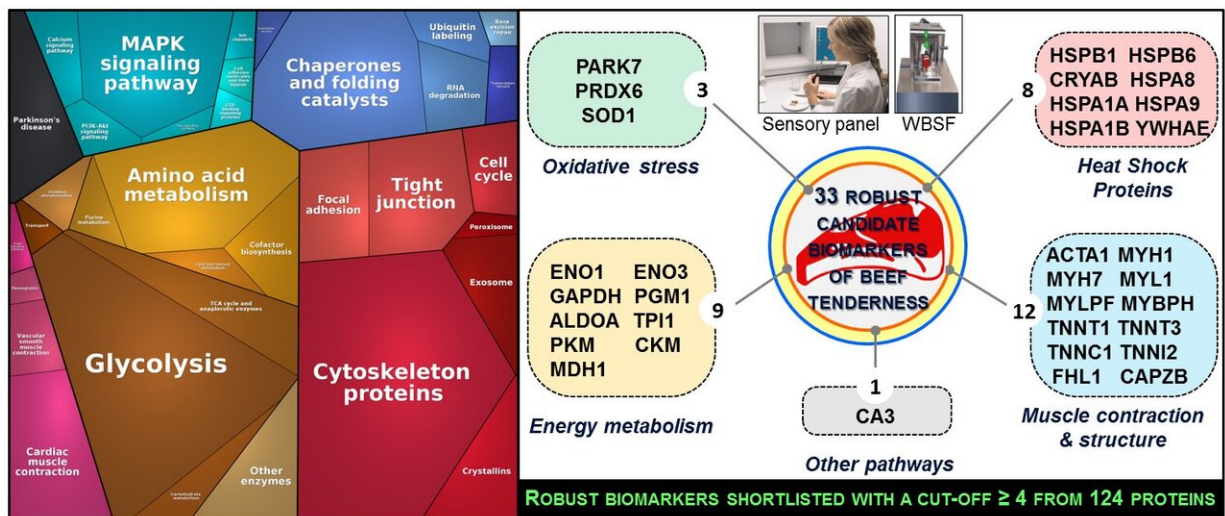 Calcium signaling pathway
MAPK
signaling
pathway
Parkinson's
disease
PI3K-Akt signaling
pathway
Chaperones
and folding
catalysts
Ubiquitin
labeling
Base
excision
repair
RNA
degradation
Amino acid
metabolism
Purine
metabolism
Transport
Cofactor
biosynthesis
TCA cycle and
anaplerotic enzymes
Focal
adhesion
Tight
junction
Cell
cycle
Peroxisome
Exosome
Vascular
smooth
muscle
contraction
Glycolysis
Cytoskeleton
proteins
Cardiac
muscle
contraction
Carbohydrate
metabolism
Other
enzymes
Crystallins
PARK7
PRDX6
SOD1
3
Oxidative stress
Sensory panel
WBSF
8
HSPB1 HSPB6
CRYAB HSPA8
HSPA1A HSPA9
HSPA1B YWHAE
Heat Shock
Proteins
33 ROBUST
CANDIDATE
BIOMARKERS
OF BEEF
TENDERNESS
ENO1 ENO3
GAPDH PGM1
ALDOA TPI1
PKM CKM
MDH1
9
Energy metabolism
12
ACTA1 MYH1
MYH7 MYL1
MYLPF MYBPH
TNNT1 TNNT3
TNNC1 TNNI2
FHL1 CAPZB
Muscle contraction
& structure
1
CA3
Other pathways
ROBUST BIOMARKERS SHORTLISTED WITH A CUT-OFF ≥ 4 FROM 124 PROTEINS